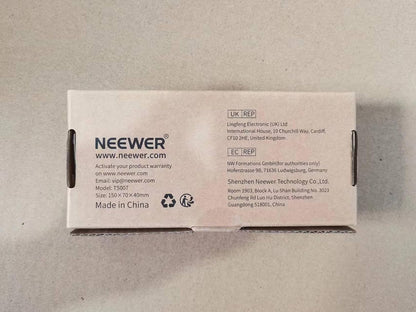 NEEWER®
www.neewer.com
Activate your product warranty
on www.neewer.com
Email: vip@neewer.com
Model: TS007
Size: 150×70×40mm
Made in China
UK REP
Lingfeng Electronic (UK) Ltd
International House, 10 Churchill Way, Cardiff,
CF10 2HE, United Kingdom
EC REP
NW Formations GmbH(for authorities only)
Hoferstrasse 9B, 71636 Ludwigsburg, Germany
Shenzhen Neewer Technology Co.,Ltd.
Room 1903, Block A, Lu Shan Building No. 3023
Chunfeng Rd Luo Hu District, Shenzhen
Guangdong 518001, China